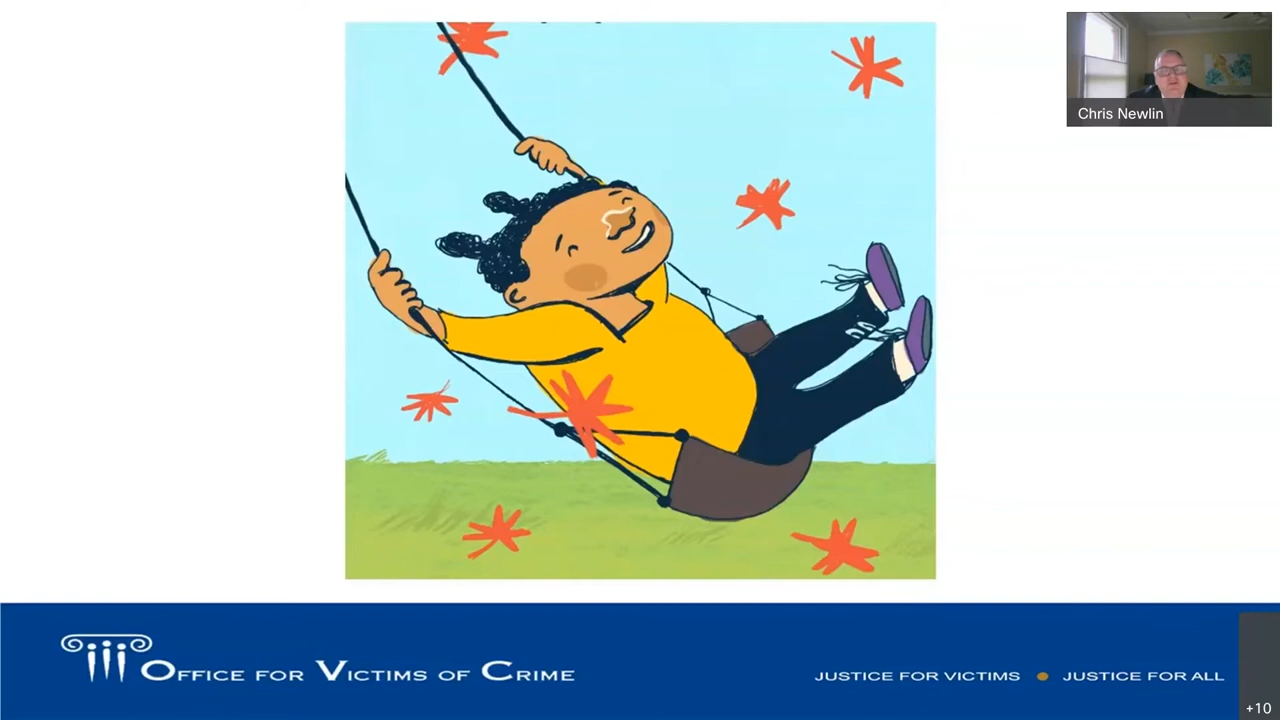 Chris Newlin
OFFICE FOR VICTIMS OF CRIME
JUSTICE FOR VICTIMS ● JUSTICE FOR ALL
+10